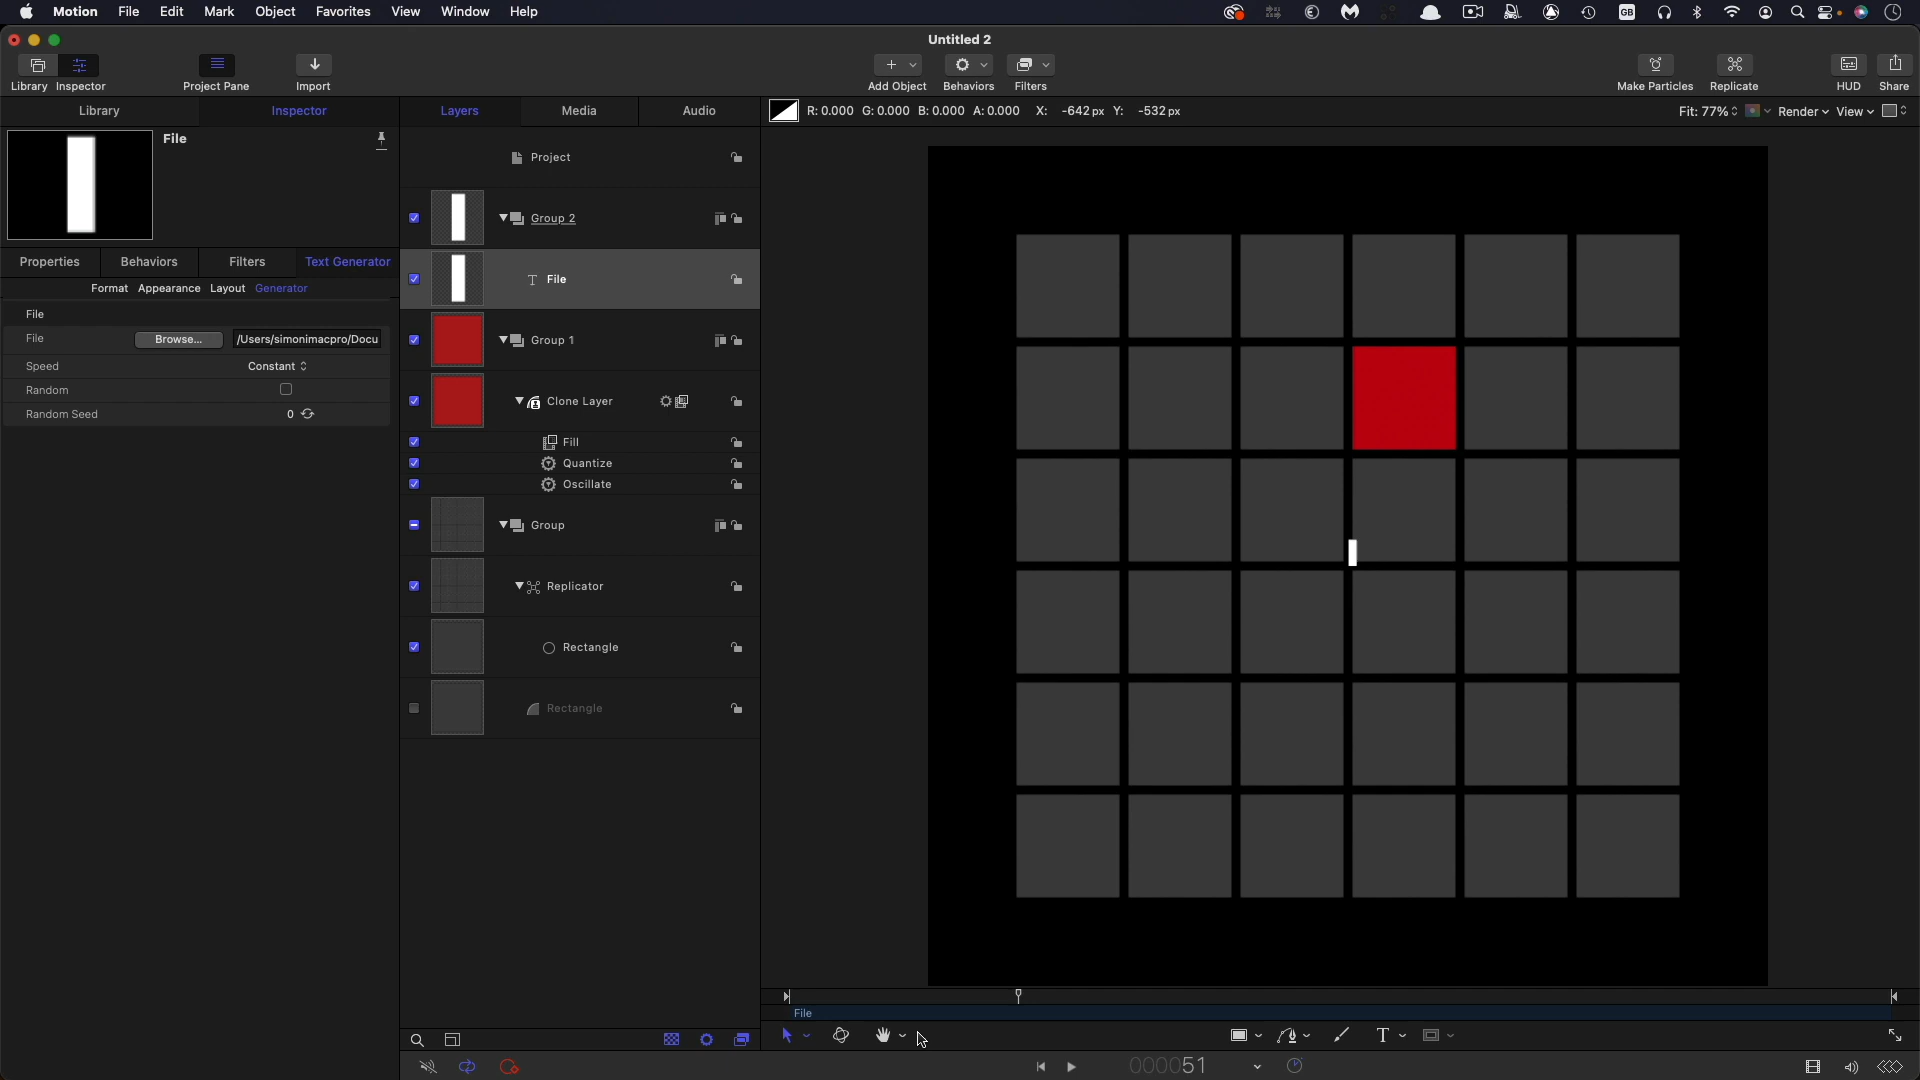 Motion File Edit Mark Object Favorites View Window Help
GB
Untitled 2
Library Inspector Project Pane Import Add Object Behaviors Filters Make Particles Replicate HUD Share
Library Inspector Layers Media Audio R: 0.000 G: 0.000 B: 0.000 A: 0.000 X: -642 px Y: -532 px Fit: 77% Render View
File
Project
Group 2
Properties Behaviors Filters Text Generator
Format Appearance Layout Generator
File
File Browse... /Users/simonimacpro/Docu
Speed Constant
Random
Random Seed 0
File
Group 1
Clone Layer
Fill
Quantize
Oscillate
Group
Replicator
Rectangle
Rectangle
File
T
000051